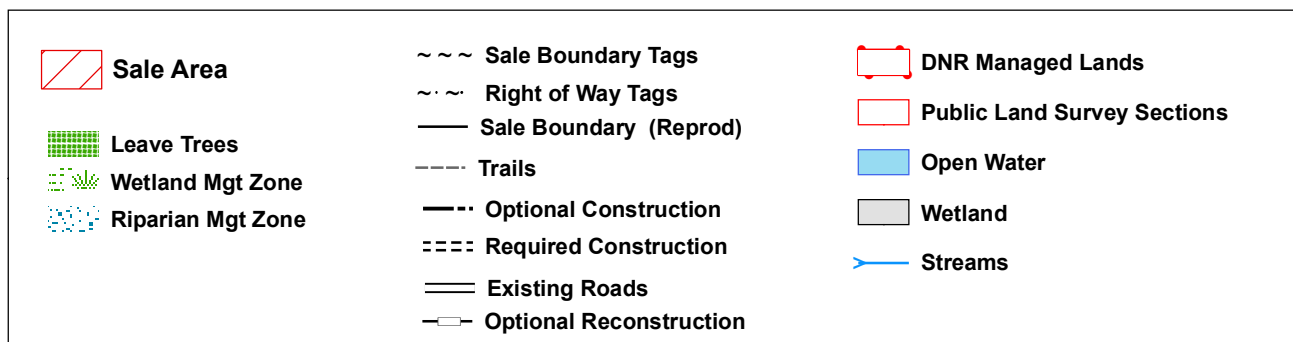 Sale Area
Leave Trees
Wetland Mgt Zone
Riparian Mgt Zone
Sale Boundary Tags
Right of Way Tags
Sale Boundary (Reprod)
Trails
Optional Construction
Required Construction
Existing Roads
Optional Reconstruction
DNR Managed Lands
Public Land Survey Sections
Open Water
Wetland
Streams